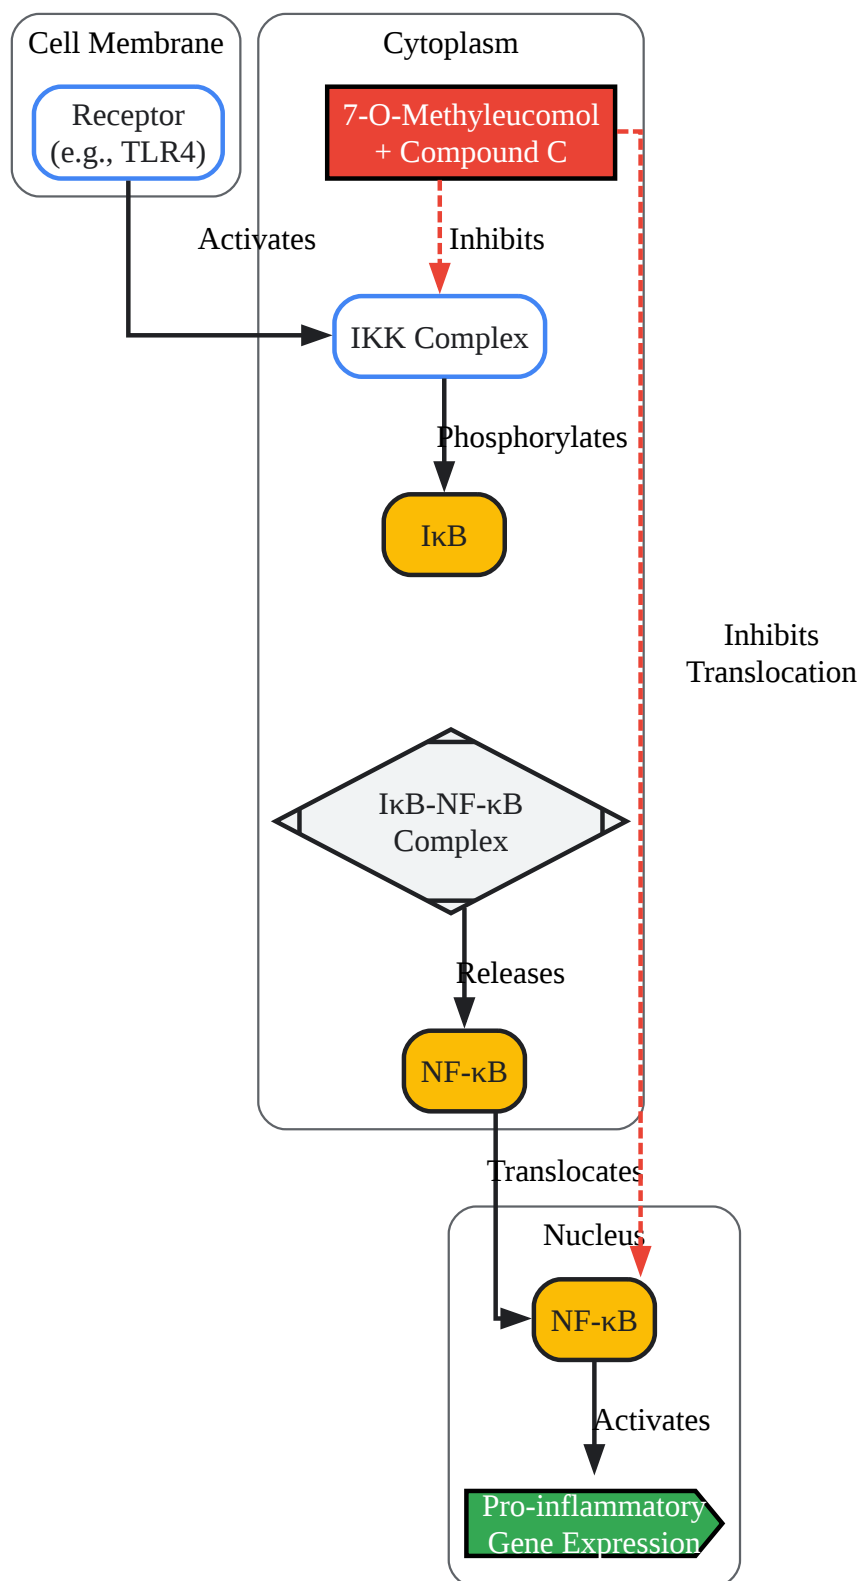 Cell Membrane
Cytoplasm
Receptor
(e.g., TLR4)
7-O-Methyleucomol
+ Compound C
Activates
Inhibits
IKK Complex
Phosphorylates
IκB
Inhibits
Translocation
IκB-NF-κB
Complex
Releases
NF-κB
Translocates
Nucleus
NF-κB
Activates
Pro-inflammatory
Gene Expression